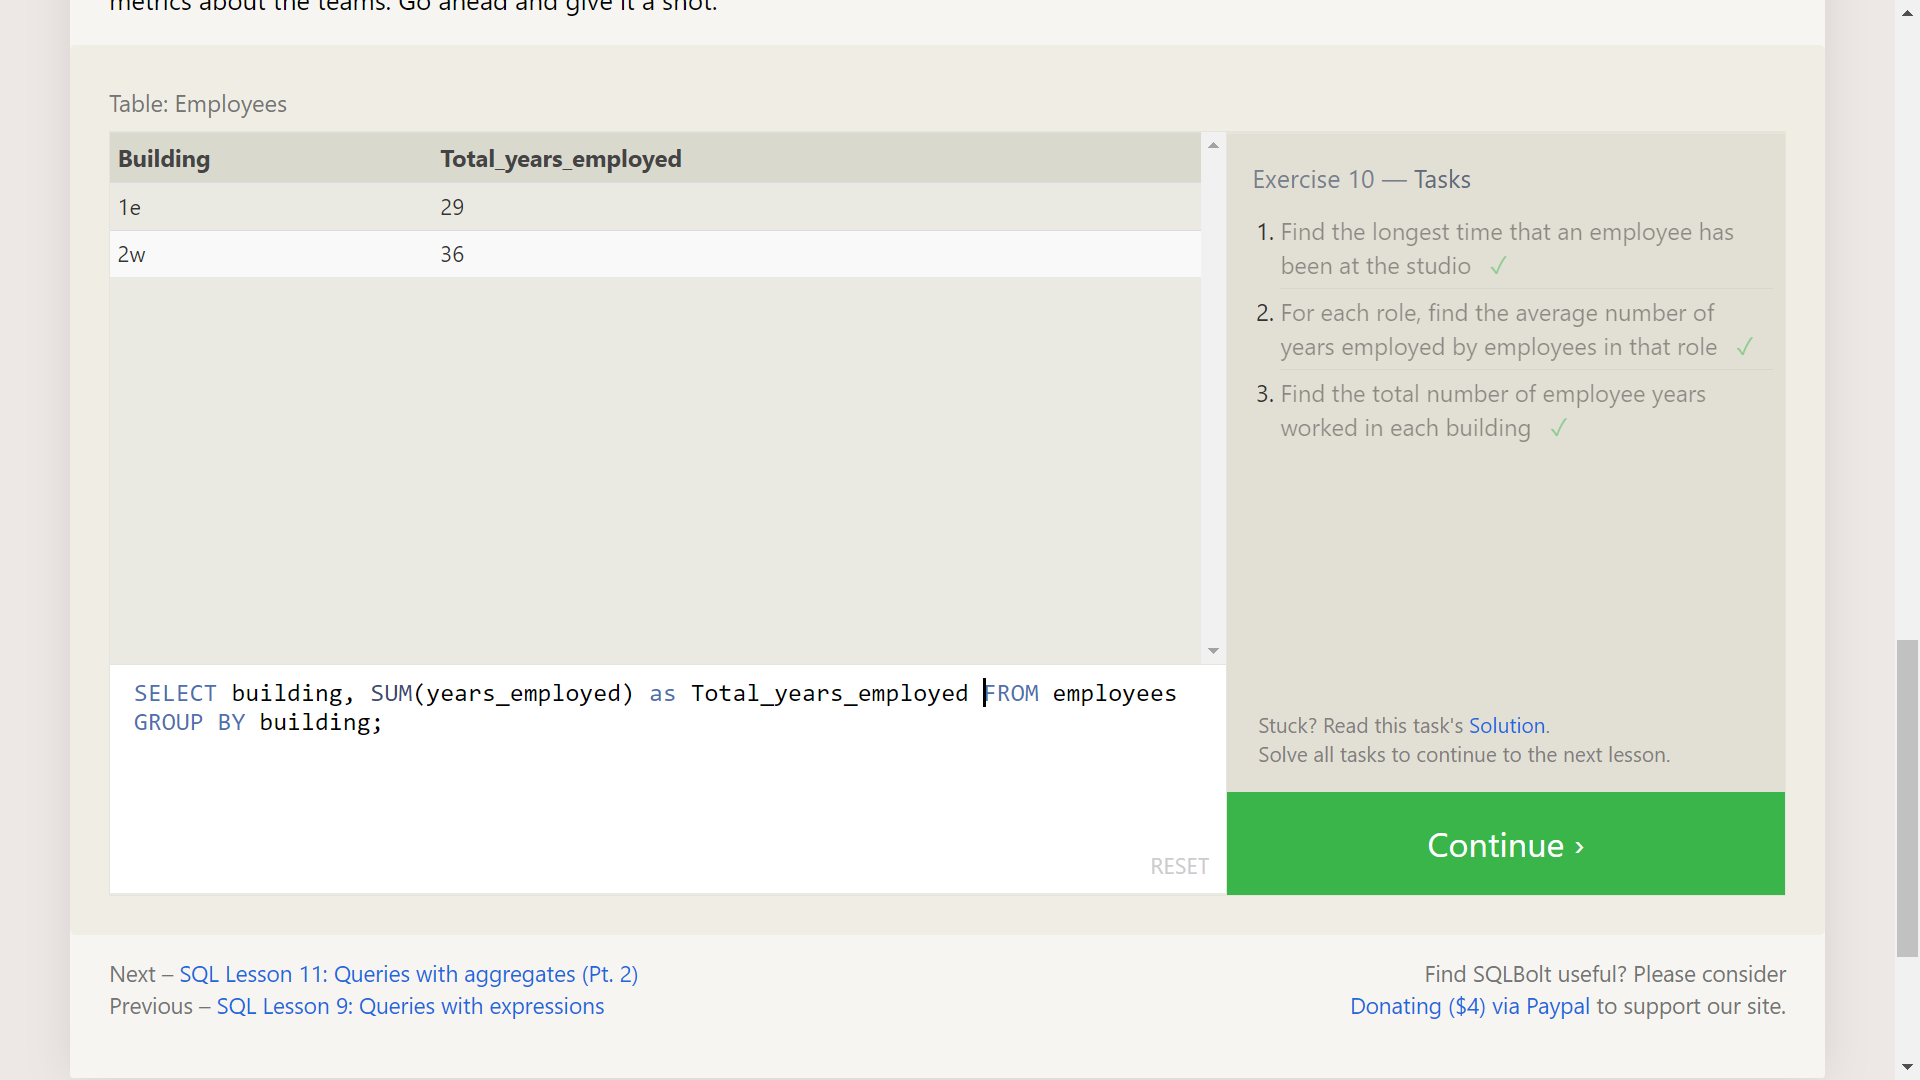 metrics about the teams. Go ahead and give it a shot.
Table: Employees
Building Total_years_employed
1e 29
2w 36
Exercise 10 — Tasks
1. Find the longest time that an employee has
been at the studio ✓
2. For each role, find the average number of
years employed by employees in that role ✓
3. Find the total number of employee years
worked in each building ✓
SELECT building, SUM(years_employed) as Total_years_employed FROM employees
GROUP BY building;
RESET
Stuck? Read this task's Solution.
Solve all tasks to continue to the next lesson.
Continue ›
Next – SQL Lesson 11: Queries with aggregates (Pt. 2)
Previous – SQL Lesson 9: Queries with expressions
Find SQLBolt useful? Please consider
Donating ($4) via Paypal to support our site.